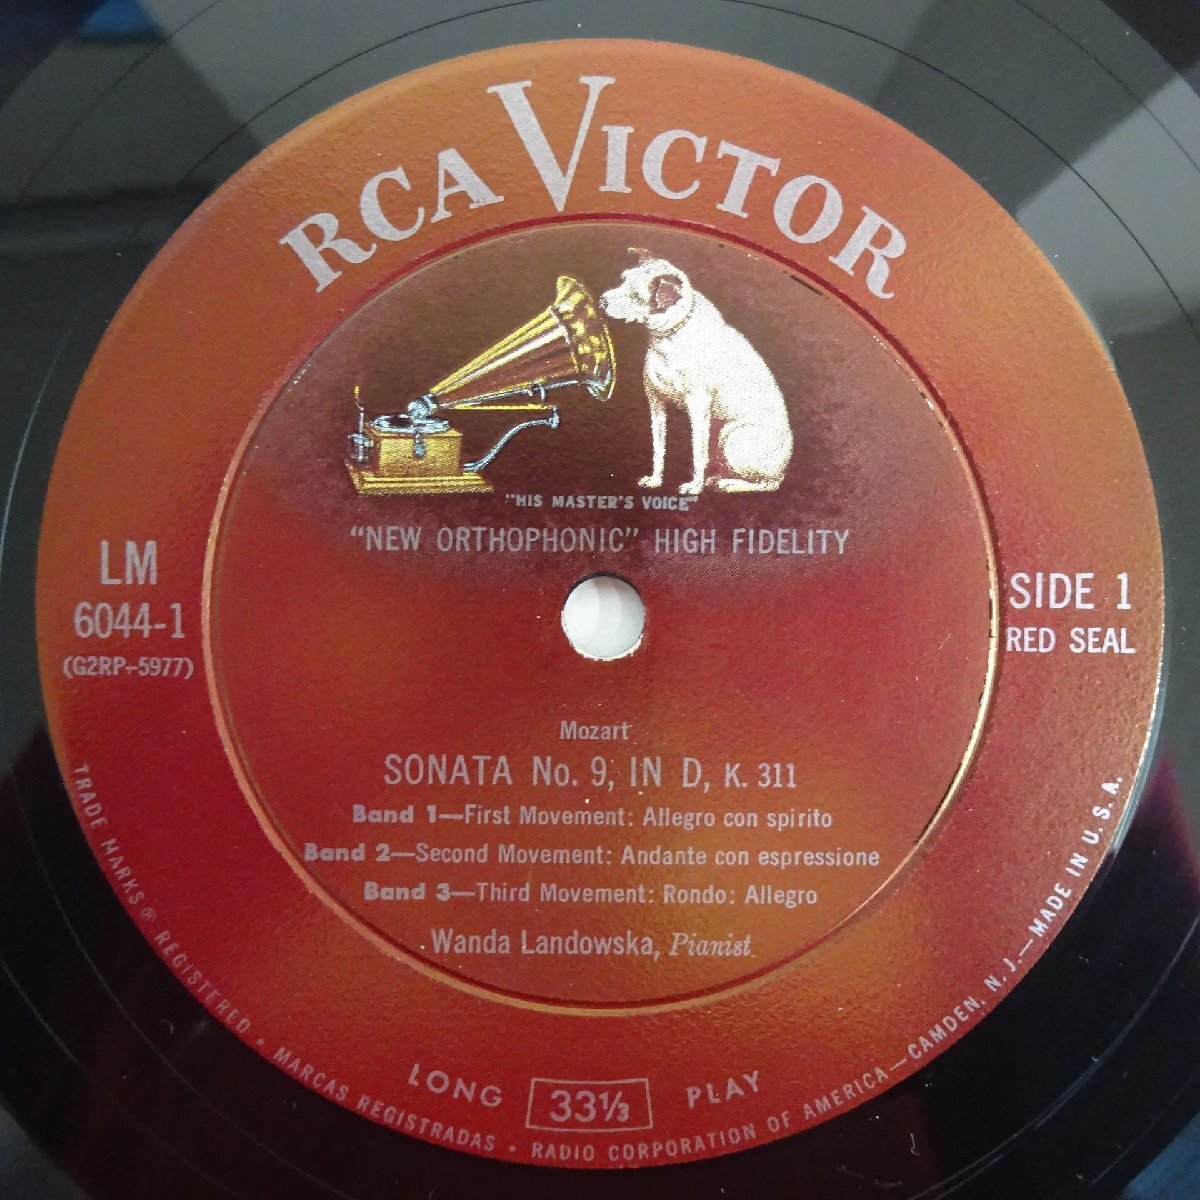 RCA VICTOR
"HIS MASTER'S VOICE"
"NEW ORTHOPHONIC" HIGH FIDELITY
LM
6044-1
(G2RP-5977)
SIDE 1
RED SEAL
Mozart
SONATA No. 9, IN D, K. 311
Band 1—First Movement: Allegro con spirito
Band 2—Second Movement: Andante con espressione
Band 3—Third Movement: Rondo: Allegro
Wanda Landowska, Pianist
LONG 33⅓ PLAY
TRADE MARKS ® REGISTERED • MARCAS REGISTRADAS • RADIO CORPORATION OF AMERICA—CAMDEN, N. J.—MADE IN U. S. A.